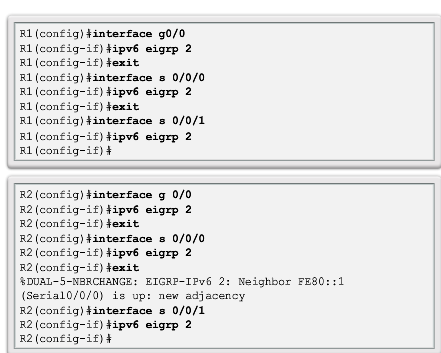 R1(config)#interface g0/0
R1(config-if)#ipv6 eigrp 2
R1(config-if)#exit
R1(config)#interface s 0/0/0
R1(config-if)#ipv6 eigrp 2
R1(config-if)#exit
R1(config)#interface s 0/0/1
R1(config-if)#ipv6 eigrp 2
R1(config-if)#
R2(config)#interface g 0/0
R2(config-if)#ipv6 eigrp 2
R2(config-if)#exit
R2(config)#interface s 0/0/0
R2(config-if)#ipv6 eigrp 2
R2(config-if)#exit
%DUAL-5-NBRCHANGE: EIGRP-IPv6 2: Neighbor FE80::1
(Serial0/0/0) is up: new adjacency
R2(config)#interface s 0/0/1
R2(config-if)#ipv6 eigrp 2
R2(config-if)#